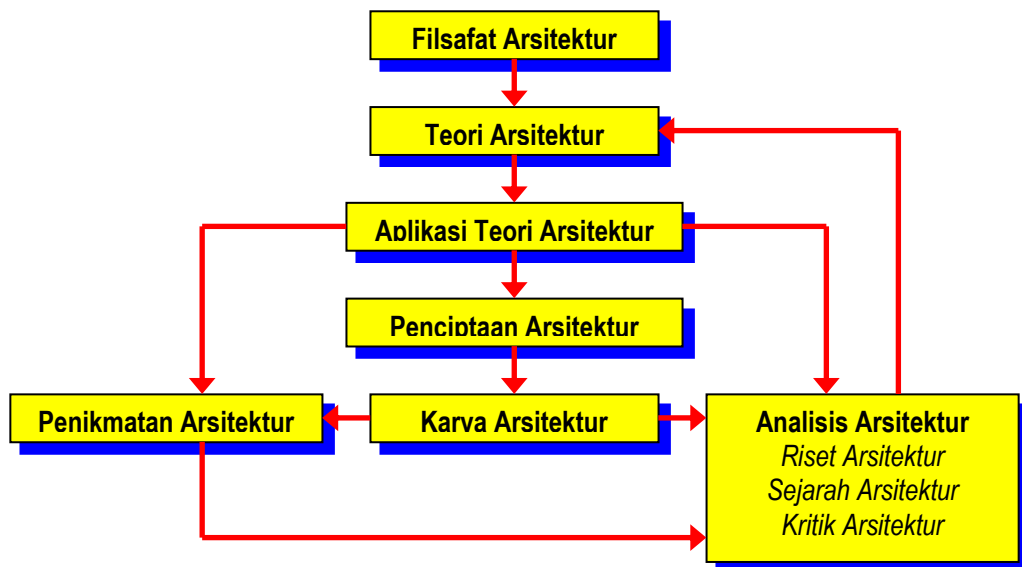 Filsafat Arsitektur
Teori Arsitektur
Aplikasi Teori Arsitektur
Penciptaan Arsitektur
Penikmatan Arsitektur
Karya Arsitektur
Analisis Arsitektur
Riset Arsitektur
Sejarah Arsitektur
Kritik Arsitektur